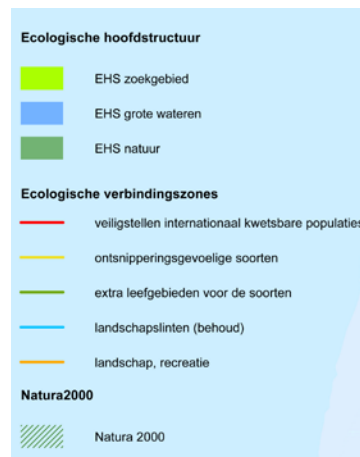 Ecologische hoofdstructuur
EHS zoekgebied
EHS grote wateren
EHS natuur
Ecologische verbindingszones
veiligstellen internationaal kwetsbare populaties
ontsnipperingsgevoelige soorten
extra leefgebieden voor de soorten
landschapslinten (behoud)
landschap, recreatie
Natura2000
Natura 2000